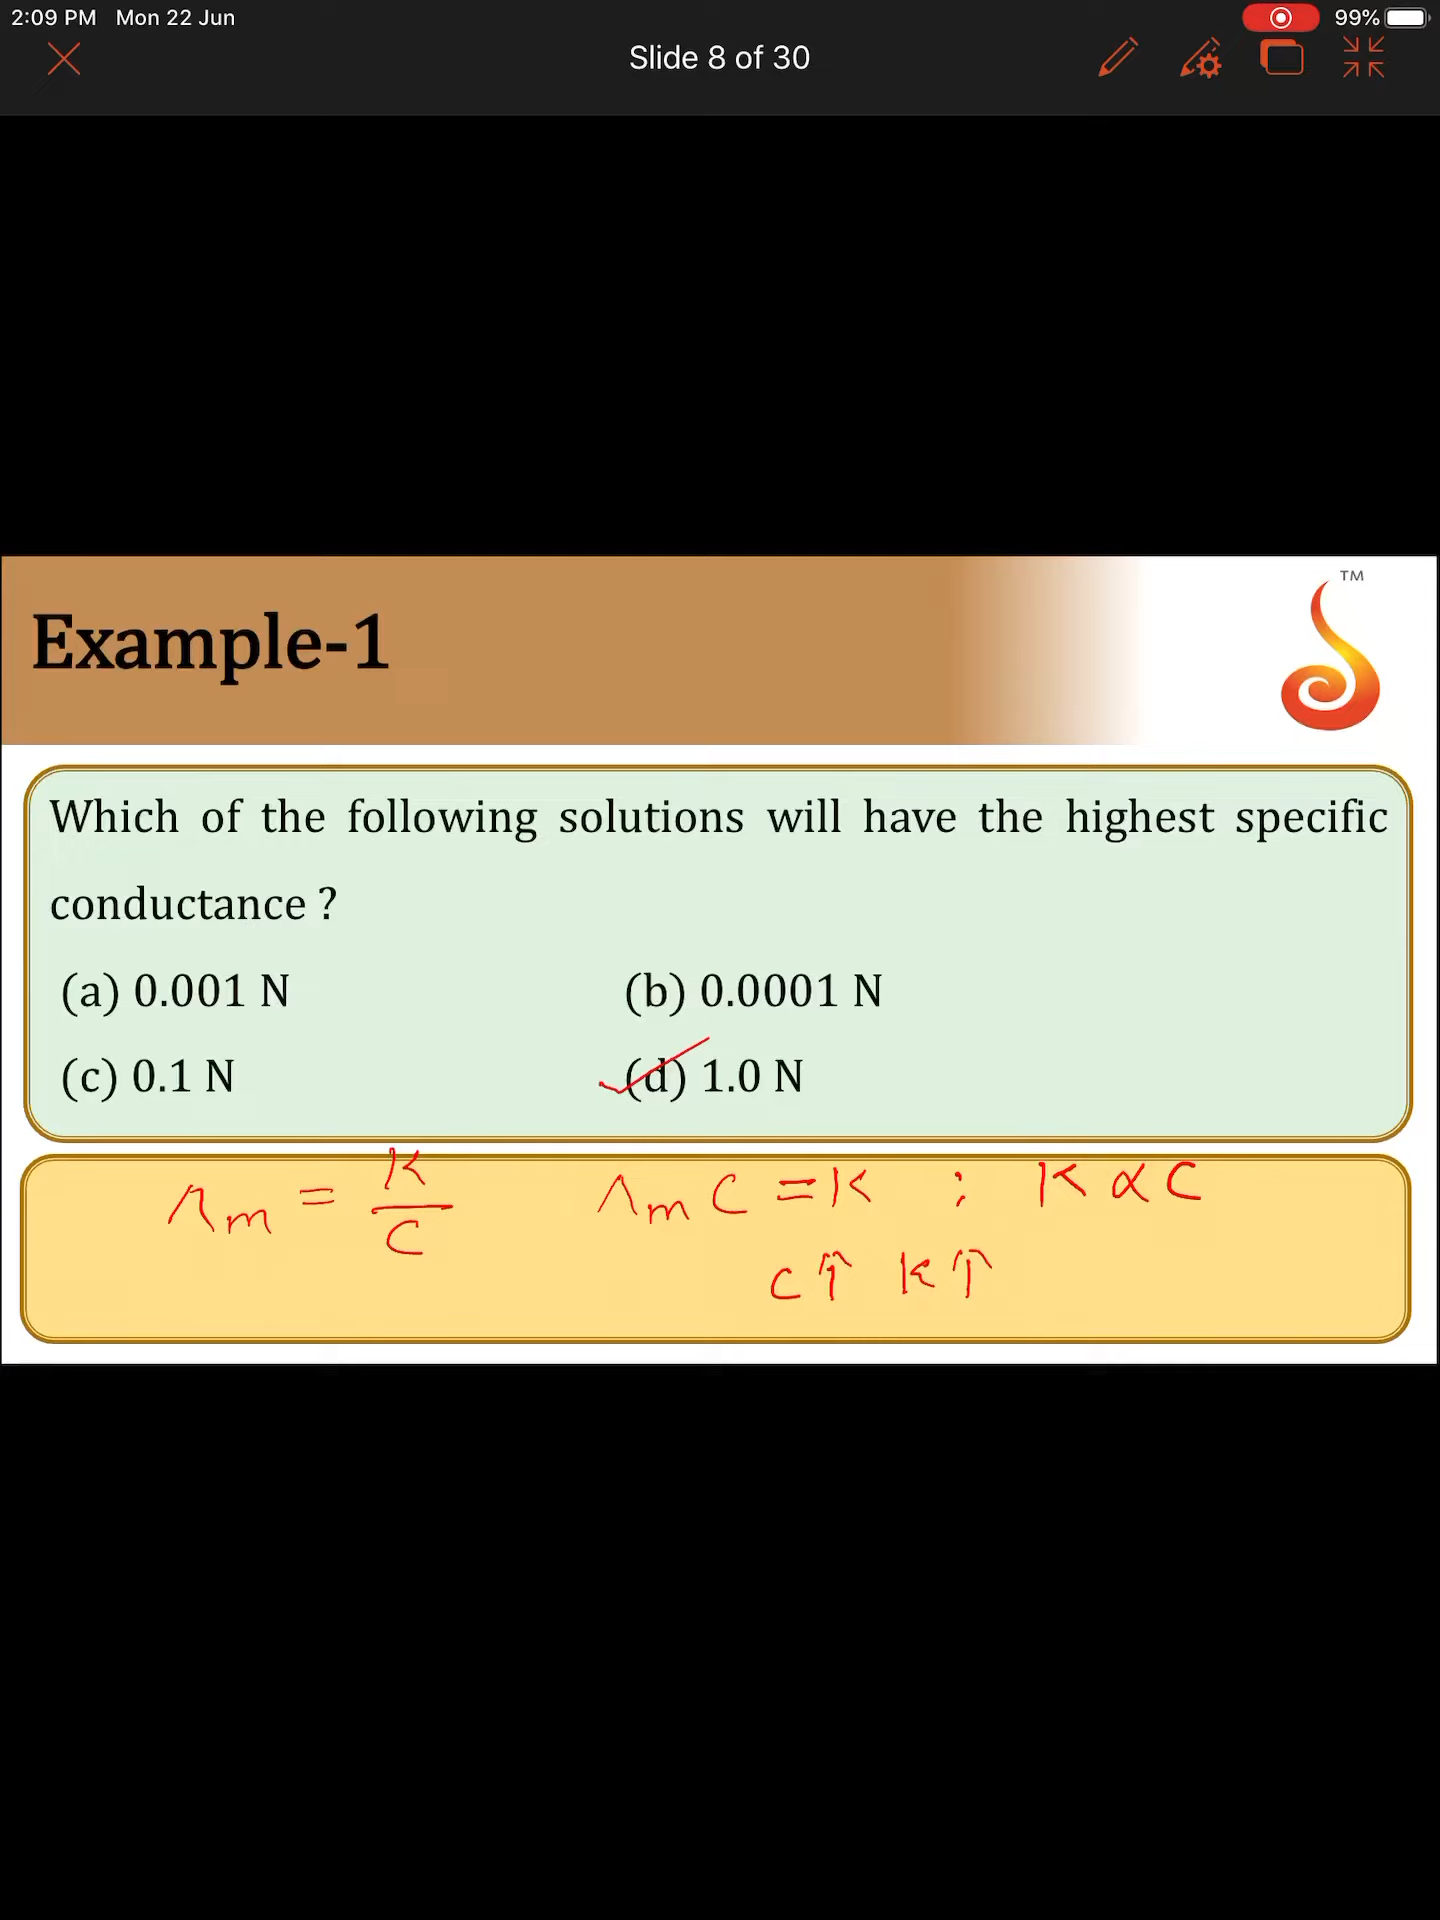 2:09 PM Mon 22 Jun 99%
Slide 8 of 30
TM
Example-1
Which of the following solutions will have the highest specific
conductance ?
(a) 0.001 N (b) 0.0001 N
(c) 0.1 N (d) 1.0 N
Λm = K/C Λm C = K ; K ∝ C
C↑ K↑